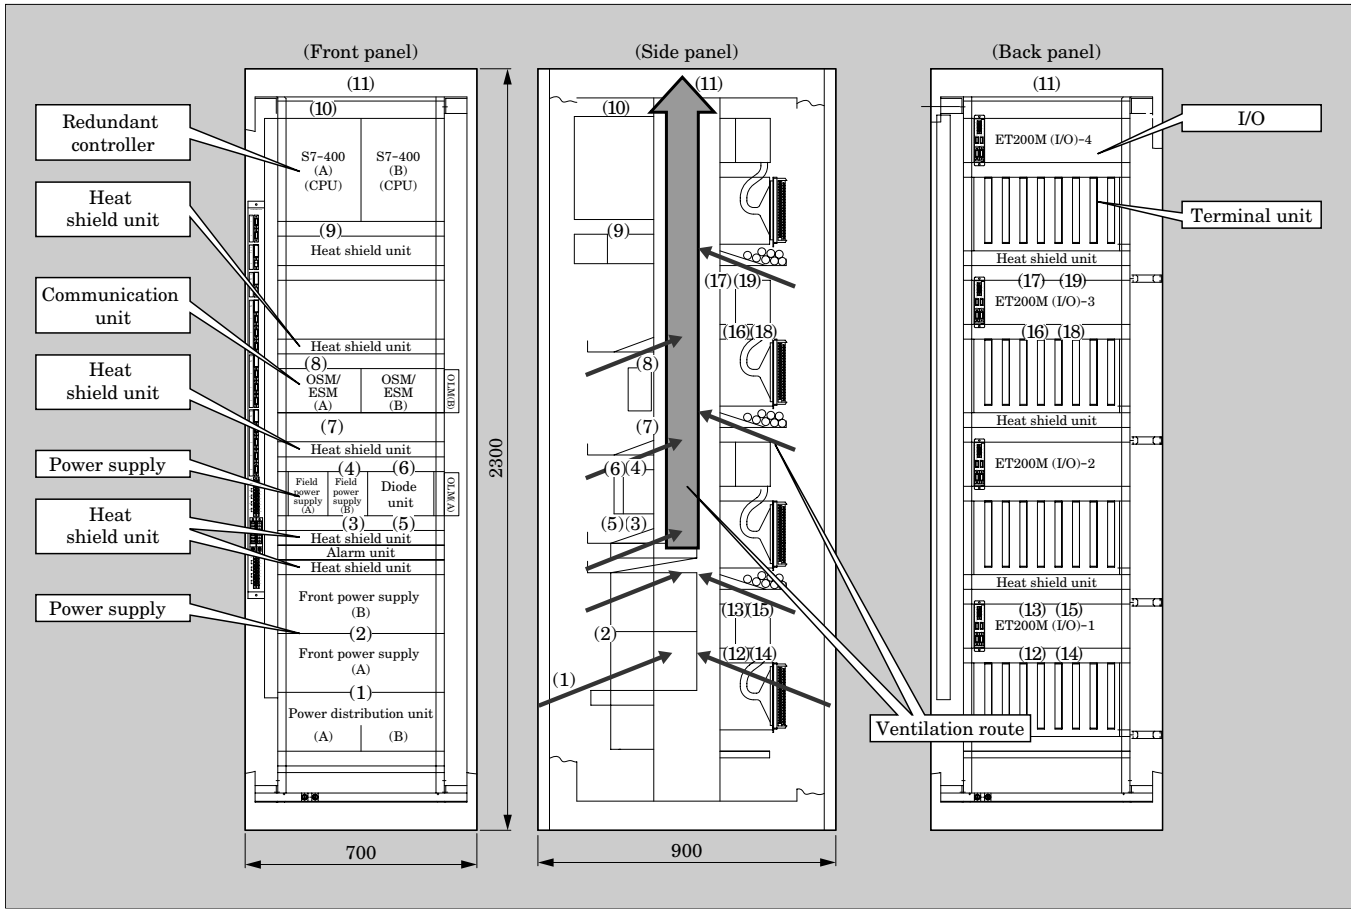 (Front panel)
(Side panel)
(Back panel)
Redundant
controller
Heat
shield unit
Communication
unit
Heat
shield unit
Power supply
Heat
shield unit
Power supply
(11)
(10)
S7-400
(A)
(CPU)
S7-400
(B)
(CPU)
(9)
Heat shield unit
Heat shield unit
(8)
OSM/
ESM
(A)
OSM/
ESM
(B)
OLM(B)
(7)
Heat shield unit
(4)
(6)
Field
power
supply
(A)
Field
power
supply
(B)
Diode
unit
OLM(A)
(3)
(5)
Heat shield unit
Alarm unit
Heat shield unit
Front power supply
(B)
(2)
Front power supply
(A)
(1)
Power distribution unit
(A)
(B)
700
2300
(11)
(10)
(9)
(17)(19)
(16)(18)
(8)
(7)
(6)(4)
(5)(3)
(13)(15)
(2)
(12)(14)
(1)
Ventilation route
900
(11)
I/O
ET200M (I/O)-4
Terminal unit
Heat shield unit
(17) (19)
ET200M (I/O)-3
(16) (18)
Heat shield unit
ET200M (I/O)-2
Heat shield unit
(13) (15)
ET200M (I/O)-1
(12) (14)